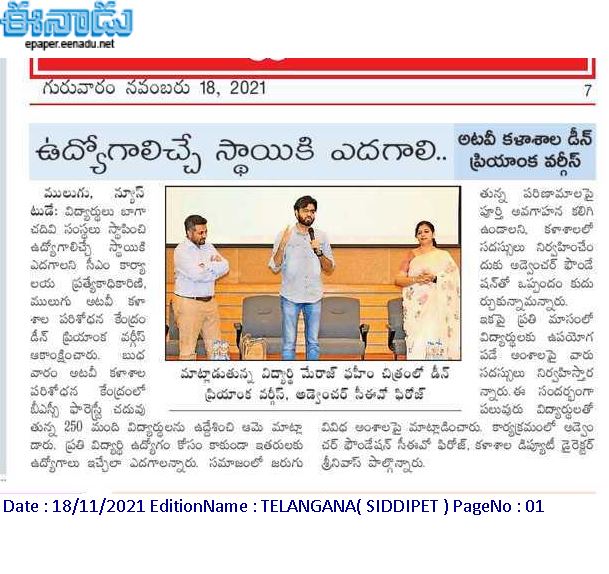 ఈనాడు
epaper.eenadu.net
గురువారం నవంబరు 18, 2021
7
ఉద్యోగాలిచ్చే స్థాయికి ఎదగాలి..
అటవీ కళాశాల డీన్
ప్రియాంక వర్గీస్
ములుగు, న్యూస్
టుడే: విద్యార్థులు బాగా
చదివి సంస్థలు స్థాపించి
ఉద్యోగాలిచ్చే స్థాయికి
ఎదగాలని సీఎం కార్యా
లయ ప్రత్యేకాధికారిణి,
ములుగు అటవీ కళా
శాల పరిశోధన కేంద్రం
డీన్ ప్రియాంక వర్గీస్
ఆకాంక్షించారు. బుధ
వారం అటవీ కళాశాల
పరిశోధన కేంద్రంలో
బీఎస్సీ ఫారెస్ట్రీ చదువు
తున్న 250 మంది విద్యార్థులను ఉద్దేశించి ఆమె మాట్లా
డారు. ప్రతి విద్యార్థి ఉద్యోగం కోసం కాకుండా ఇతరులకు
ఉద్యోగాలు ఇచ్చేలా ఎదగాలన్నారు. సమాజంలో జరుగు
మాట్లాడుతున్న విద్యార్థి మేరాజ్ ఫహీం చిత్రంలో డీన్
ప్రియాంక వర్గీస్, అడ్వెంచర్ సీఈవో ఫిరోజ్
తున్న పరిణామాలపై
పూర్తి అవగాహన కలిగి
ఉండాలని, కళాశాలలో
సదస్సులు నిర్వహించేం
దుకు అడ్వెంచర్ ఫౌండే
షన్‌తో ఒప్పందం కుదు
ర్చుకున్నామన్నారు.
ఇకపై ప్రతి మాసంలో
విద్యార్థులకు ఉపయోగ
పడే అంశాలపై వారు
సదస్సులు నిర్వహిస్తార
న్నారు. ఈ సందర్భంగా
పలువురు విద్యార్థులతో
వివిధ అంశాలపై మాట్లాడించారు. కార్యక్రమంలో అడ్వెం
చర్ ఫౌండేషన్ సీఈవో ఫిరోజ్, కళాశాల డిప్యూటీ డైరెక్టర్
శ్రీనివాస్ పాల్గొన్నారు.
Date : 18/11/2021 EditionName : TELANGANA( SIDDIPET ) PageNo : 01